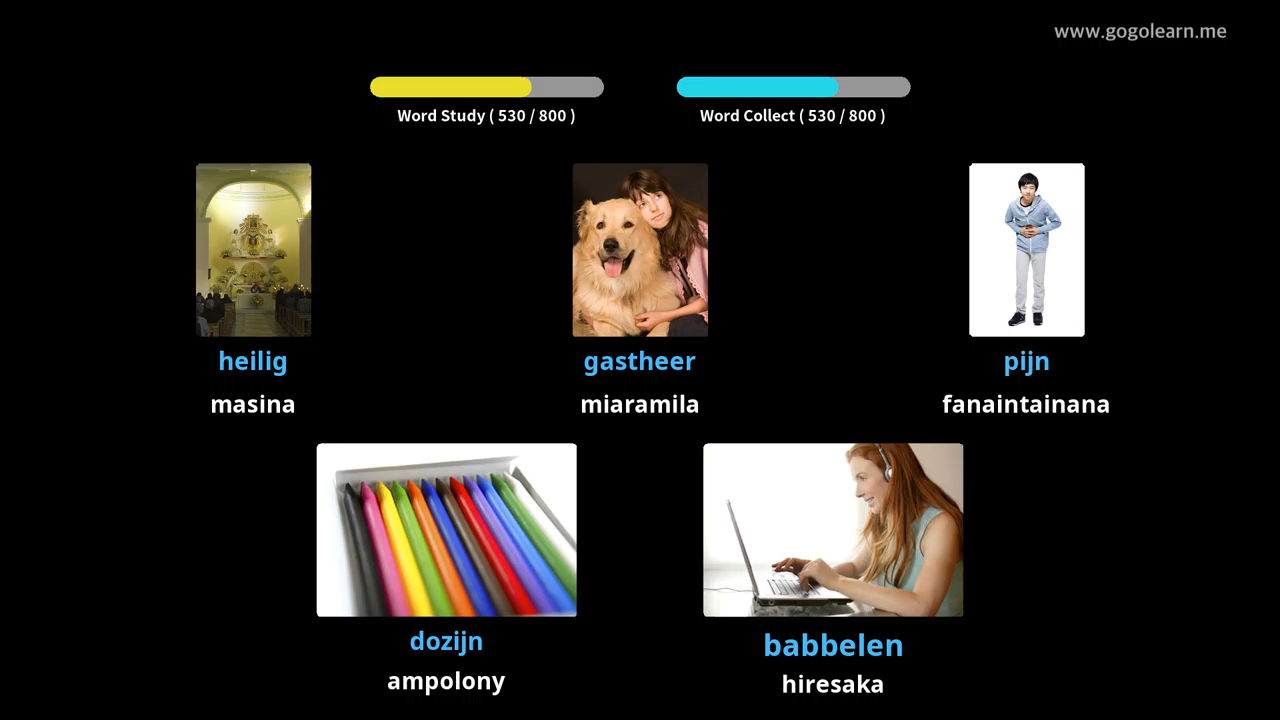 www.gogolearn.me
Word Study ( 530 / 800 )
Word Collect ( 530 / 800 )
heilig
gastheer
pijn
masina
miaramila
fanaintainana
dozijn
babbelen
ampolony
hiresaka